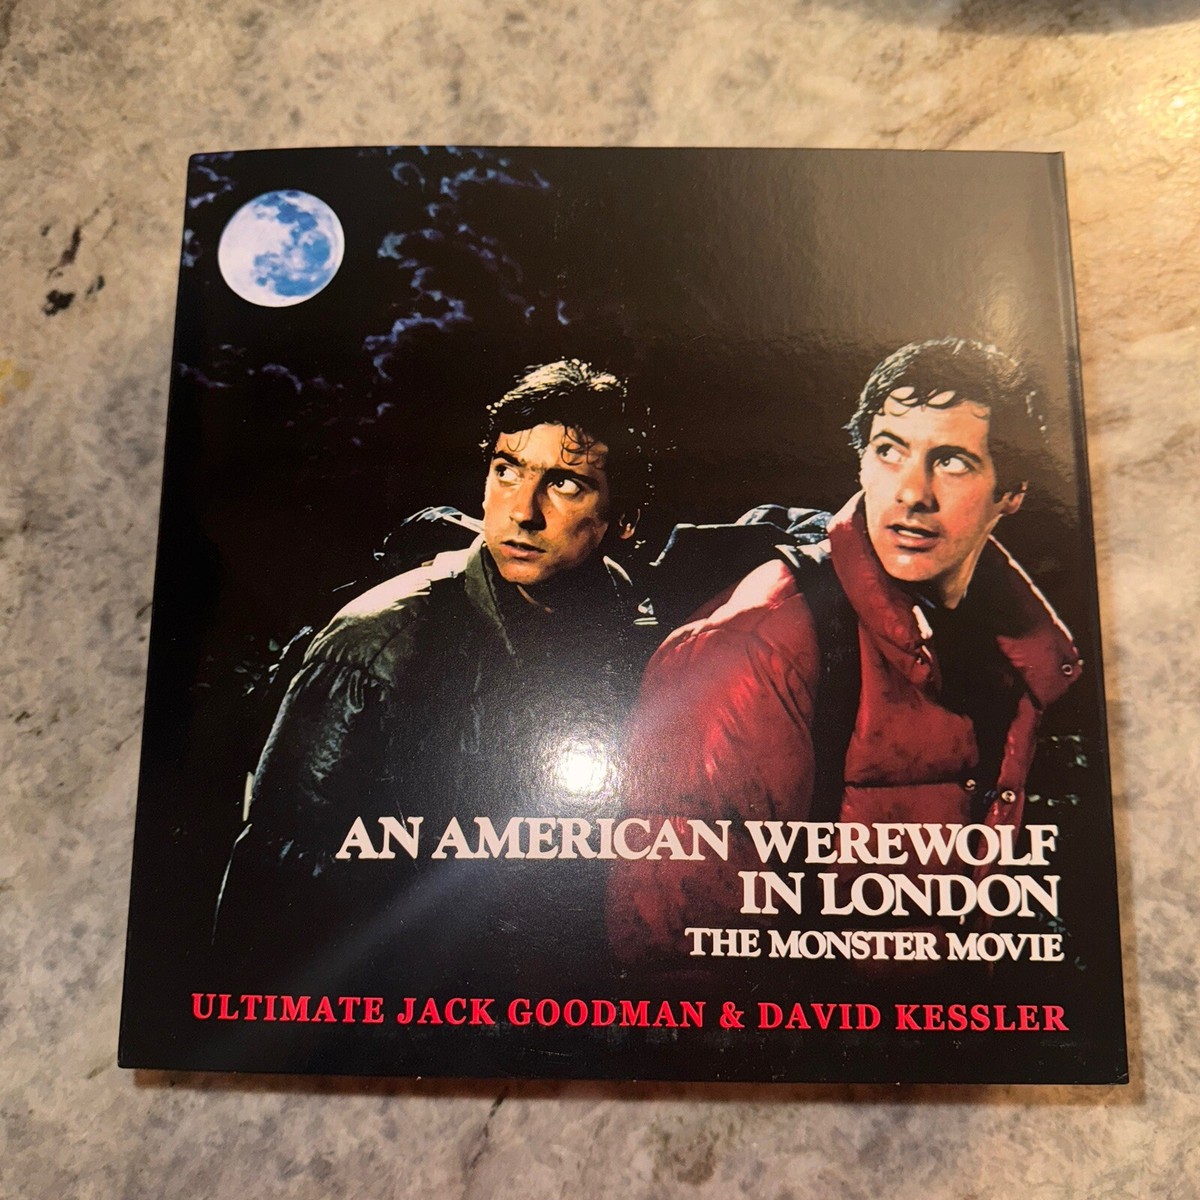 AN AMERICAN WEREWOLF
IN LONDON
THE MONSTER MOVIE
ULTIMATE JACK GOODMAN & DAVID KESSLER